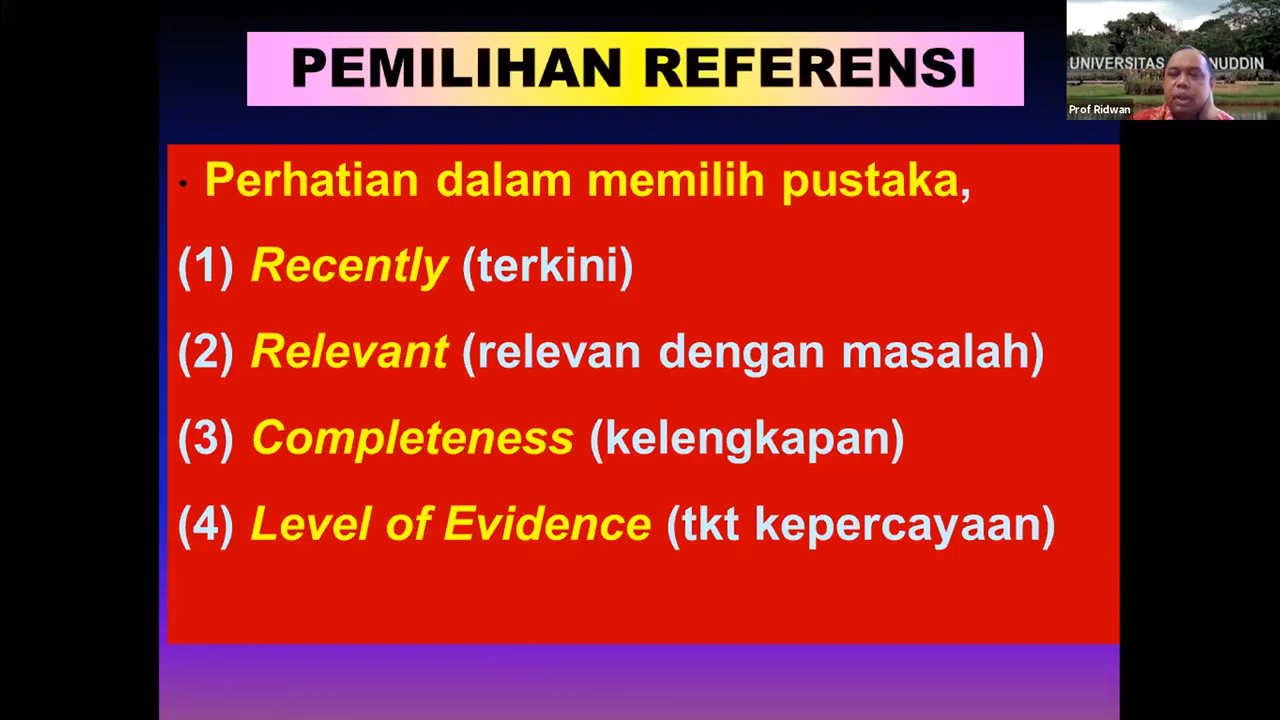 PEMILIHAN REFERENSI
UNIVERSITAS NUDDIN
Prof Ridwan
• Perhatian dalam memilih pustaka,
(1) Recently (terkini)
(2) Relevant (relevan dengan masalah)
(3) Completeness (kelengkapan)
(4) Level of Evidence (tkt kepercayaan)